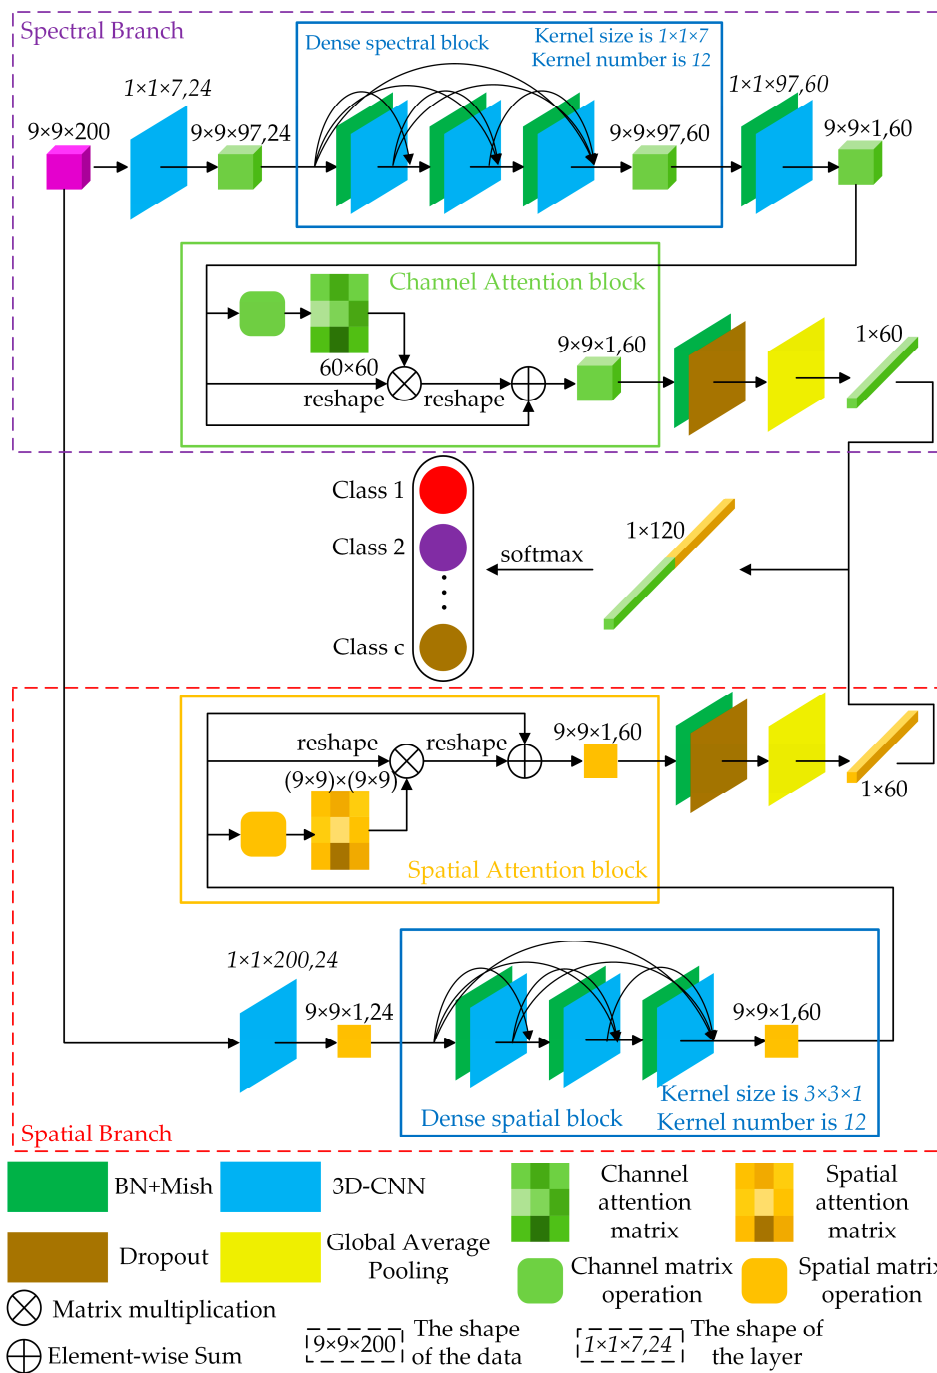 Spectral Branch
Dense spectral block
Kernel size is 1×1×7
Kernel number is 12
1×1×7,24
1×1×97,60
9×9×200
9×9×97,24
9×9×97,60
9×9×1,60
Channel Attention block
60×60
reshape
reshape
9×9×1,60
1×60
Class 1
Class 2
Class c
softmax
1×120
reshape
reshape
9×9×1,60
(9×9)×(9×9)
1×60
Spatial Attention block
1×1×200,24
9×9×1,24
9×9×1,60
Dense spatial block
Kernel size is 3×3×1
Kernel number is 12
Spatial Branch
BN+Mish
3D-CNN
Channel
attention
matrix
Spatial
attention
matrix
Dropout
Global Average
Pooling
Channel matrix
operation
Spatial matrix
operation
Matrix multiplication
Element-wise Sum
9×9×200
The shape
of the data
1×1×7,24
The shape of
the layer